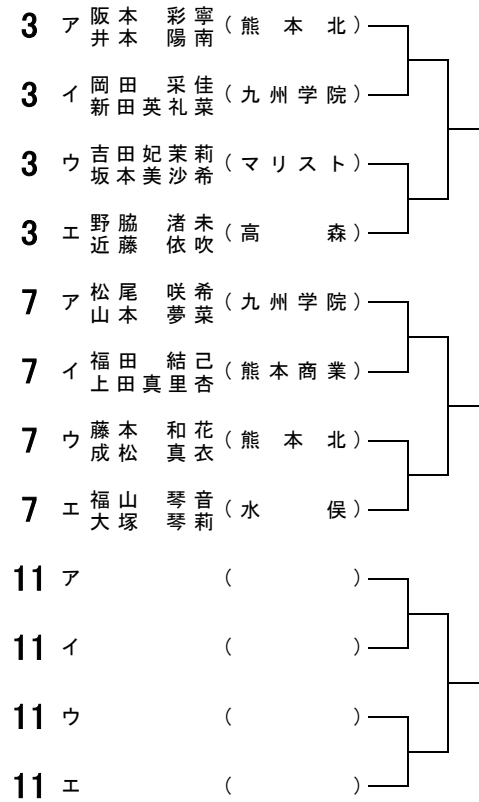 3 ア 阪本 彩寧 (熊本北)
井本 陽南
3 イ 岡田 采佳 (九州学院)
新田英礼菜
3 ウ 吉田妃茉莉 (マリスト)
坂本美沙希
3 エ 野脇 渚未 (高森)
近藤 依吹
7 ア 松尾 咲希 (九州学院)
山本 夢菜
7 イ 福田 結己 (熊本商業)
上田真里杏
7 ウ 藤本 和花 (熊本北)
成松 真衣
7 エ 福山 琴音 (水俣)
大塚 琴莉
11 ア ( )
11 イ ( )
11 ウ ( )
11 エ ( )